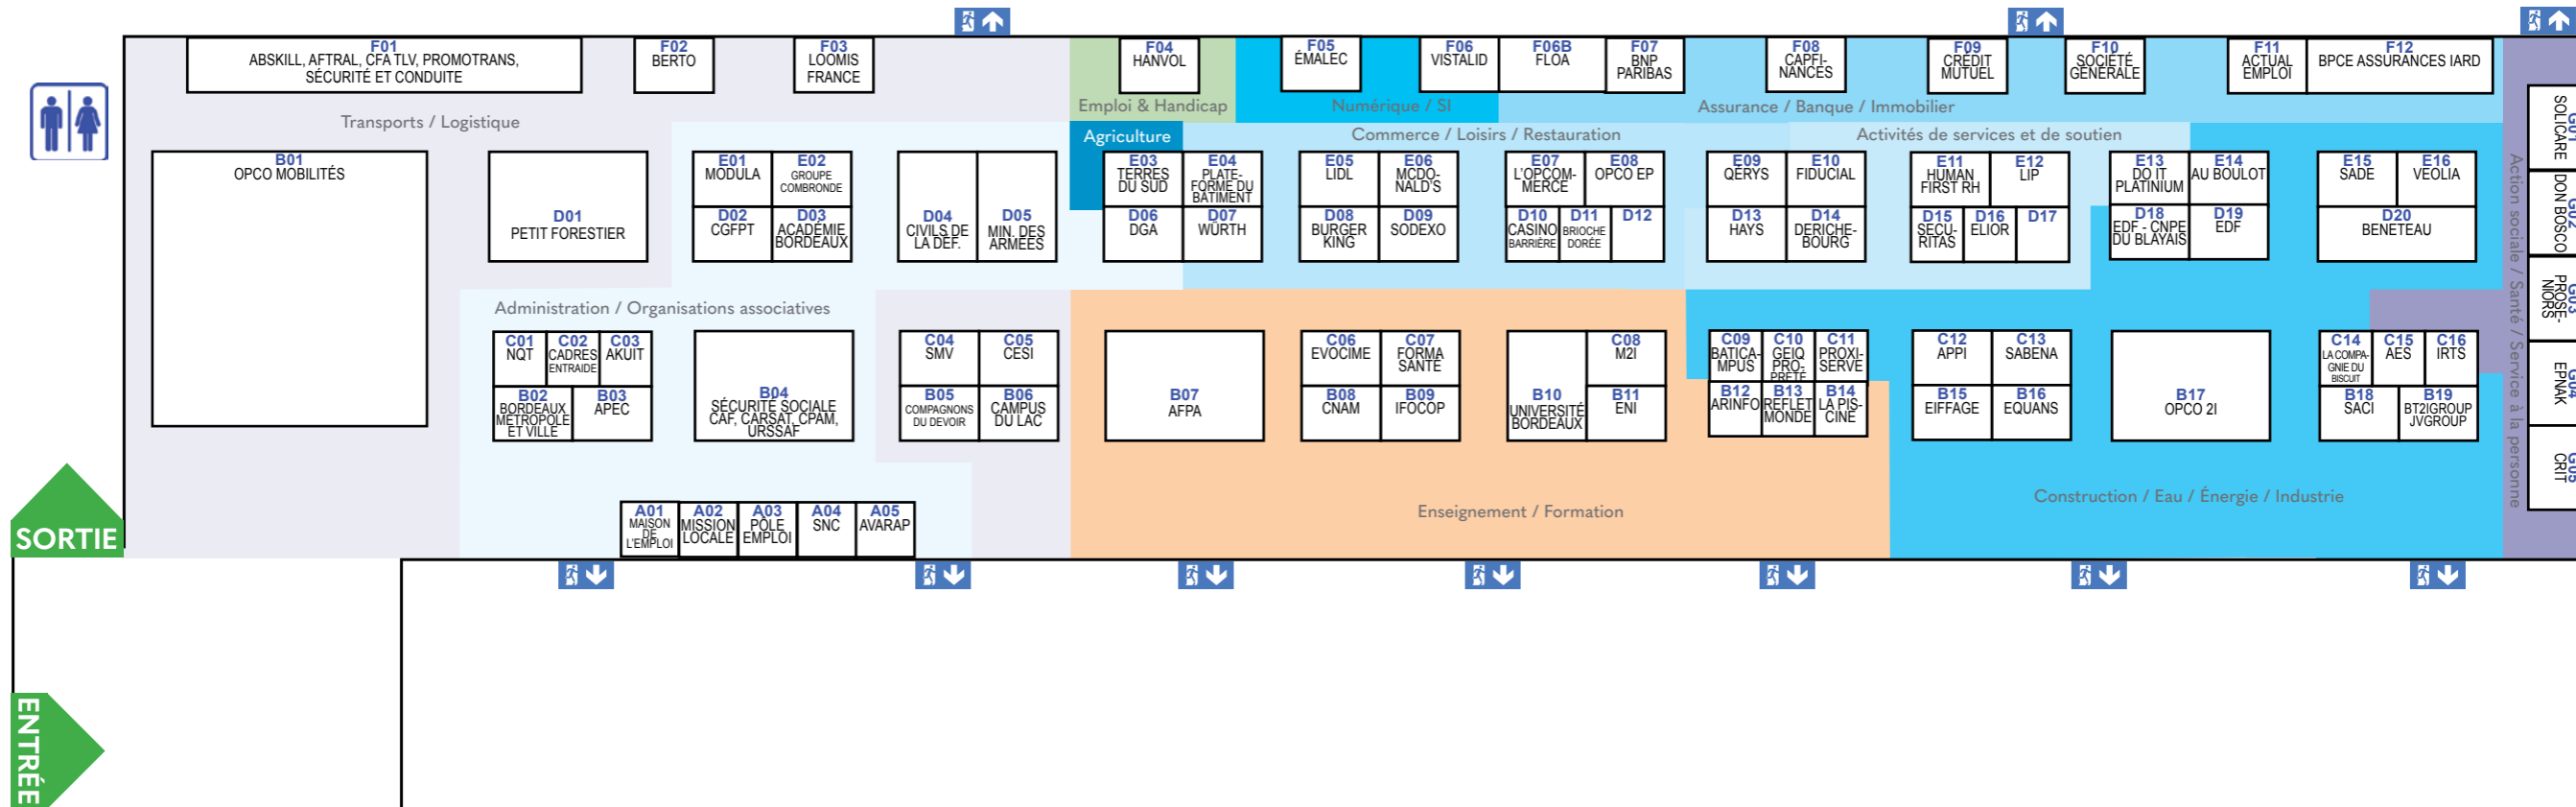 F01
ABSKILL, AFTRAL, CFA TLV, PROMOTRANS,
SÉCURITÉ ET CONDUITE
F02
BERTO
F03
LOOMIS
FRANCE
F04
HANVOL
F05
ÉMALEC
F06
VISTALID
F06B
FLOA
F07
BNP
PARIBAS
F08
CAPFI-
NANCES
F09
CRÉDIT
MUTUEL
F10
SOCIÉTÉ
GÉNÉRALE
F11
ACTUAL
EMPLOI
F12
BPCE ASSURANCES IARD
Transports / Logistique
Emploi & Handicap
Numérique / SI
Assurance / Banque / Immobilier
Agriculture
Commerce / Loisirs / Restauration
Activités de services et de soutien
B01
OPCO MOBILITÉS
D01
PETIT FORESTIER
E01
MODULA
E02
GROUPE
COMBRONDE
D02
CGFPT
D03
ACADÉMIE
BORDEAUX
D04
CIVILS DE
LA DÉF.
D05
MIN. DES
ARMÉES
E03
TERRES
DU SUD
E04
PLATE-
FORME DU
BÂTIMENT
D06
DGA
D07
WÜRTH
E05
LIDL
E06
MCDO-
NALD'S
D08
BURGER
KING
D09
SODEXO
E07
L'OPCOM-
MERCE
E08
OPCO EP
D10
CASINO
BARRIÈRE
D11
BRIOCHE
DORÉE
D12
E09
QERYS
E10
FIDUCIAL
D13
HAYS
D14
DERICHE-
BOURG
E11
HUMAN
FIRST RH
E12
LIP
D15
SECU-
RITAS
D16
ELIOR
D17
E13
DO IT
PLATINIUM
E14
AU BOULOT
D18
EDF - CNPE
DU BLAYAIS
D19
EDF
E15
SADE
E16
VEOLIA
D20
BENETEAU
Administration / Organisations associatives
C01
NQT
C02
CADRES
ENTRAIDE
C03
AKUIT
B02
BORDEAUX
MÉTROPOLE
ET VILLE
B03
APEC
B04
SÉCURITÉ SOCIALE
CAF, CARSAT, CPAM,
URSSAF
C04
SMV
C05
CESI
B05
COMPAGNONS
DU DEVOIR
B06
CAMPUS
DU LAC
B07
AFPA
C06
EVOCIME
C07
FORMA
SANTÉ
B08
CNAM
B09
IFOCOP
B10
UNIVERSITÉ
BORDEAUX
C08
M2I
B11
ENI
C09
BATICA-
MPUS
C10
GEIQ
PRO-
PRETÉ
C11
PROXI-
SERVE
B12
ARINFO
B13
REFLET
MONDE
B14
LA PIS-
CINE
C12
APPI
C13
SABENA
B15
EIFFAGE
B16
EQUANS
B17
OPCO 2I
C14
LA COMPA-
GNIE DU
BISCUIT
C15
AES
C16
IRTS
B18
SACI
B19
BT2IGROUP
JVGROUP
A01
MAISON
DE
L'EMPLOI
A02
MISSION
LOCALE
A03
PÔLE
EMPLOI
A04
SNC
A05
AVARAP
Enseignement / Formation
Construction / Eau / Énergie / Industrie
Action sociale / Santé / Service à la personne
G01
SOLICARE
G02
DON BOSCO
G03
PROSE-
NIORS
G04
EPNAK
G05
CRIT
SORTIE
ENTRÉE